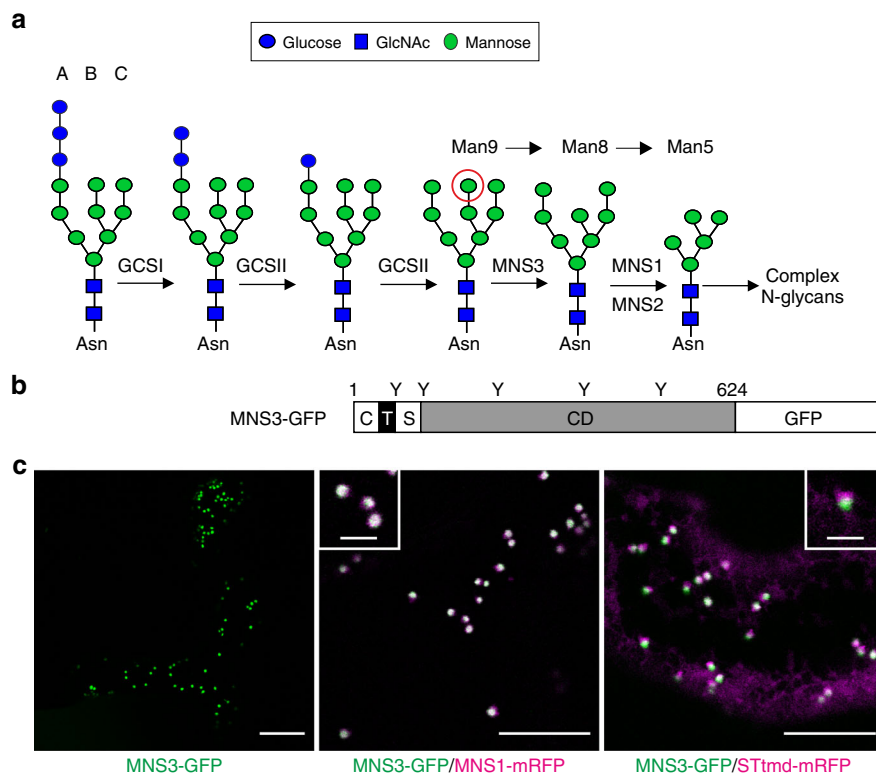 a
Glucose GlcNAc Mannose
A B C
Man9 Man8 Man5
GCSI GCSII GCSII MNS3 MNS1
MNS2
Complex
N-glycans
Asn Asn Asn Asn Asn Asn
b
1 Y Y Y Y Y 624
MNS3-GFP C T S CD GFP
c
MNS3-GFP MNS3-GFP/MNS1-mRFP MNS3-GFP/STtmd-mRFP